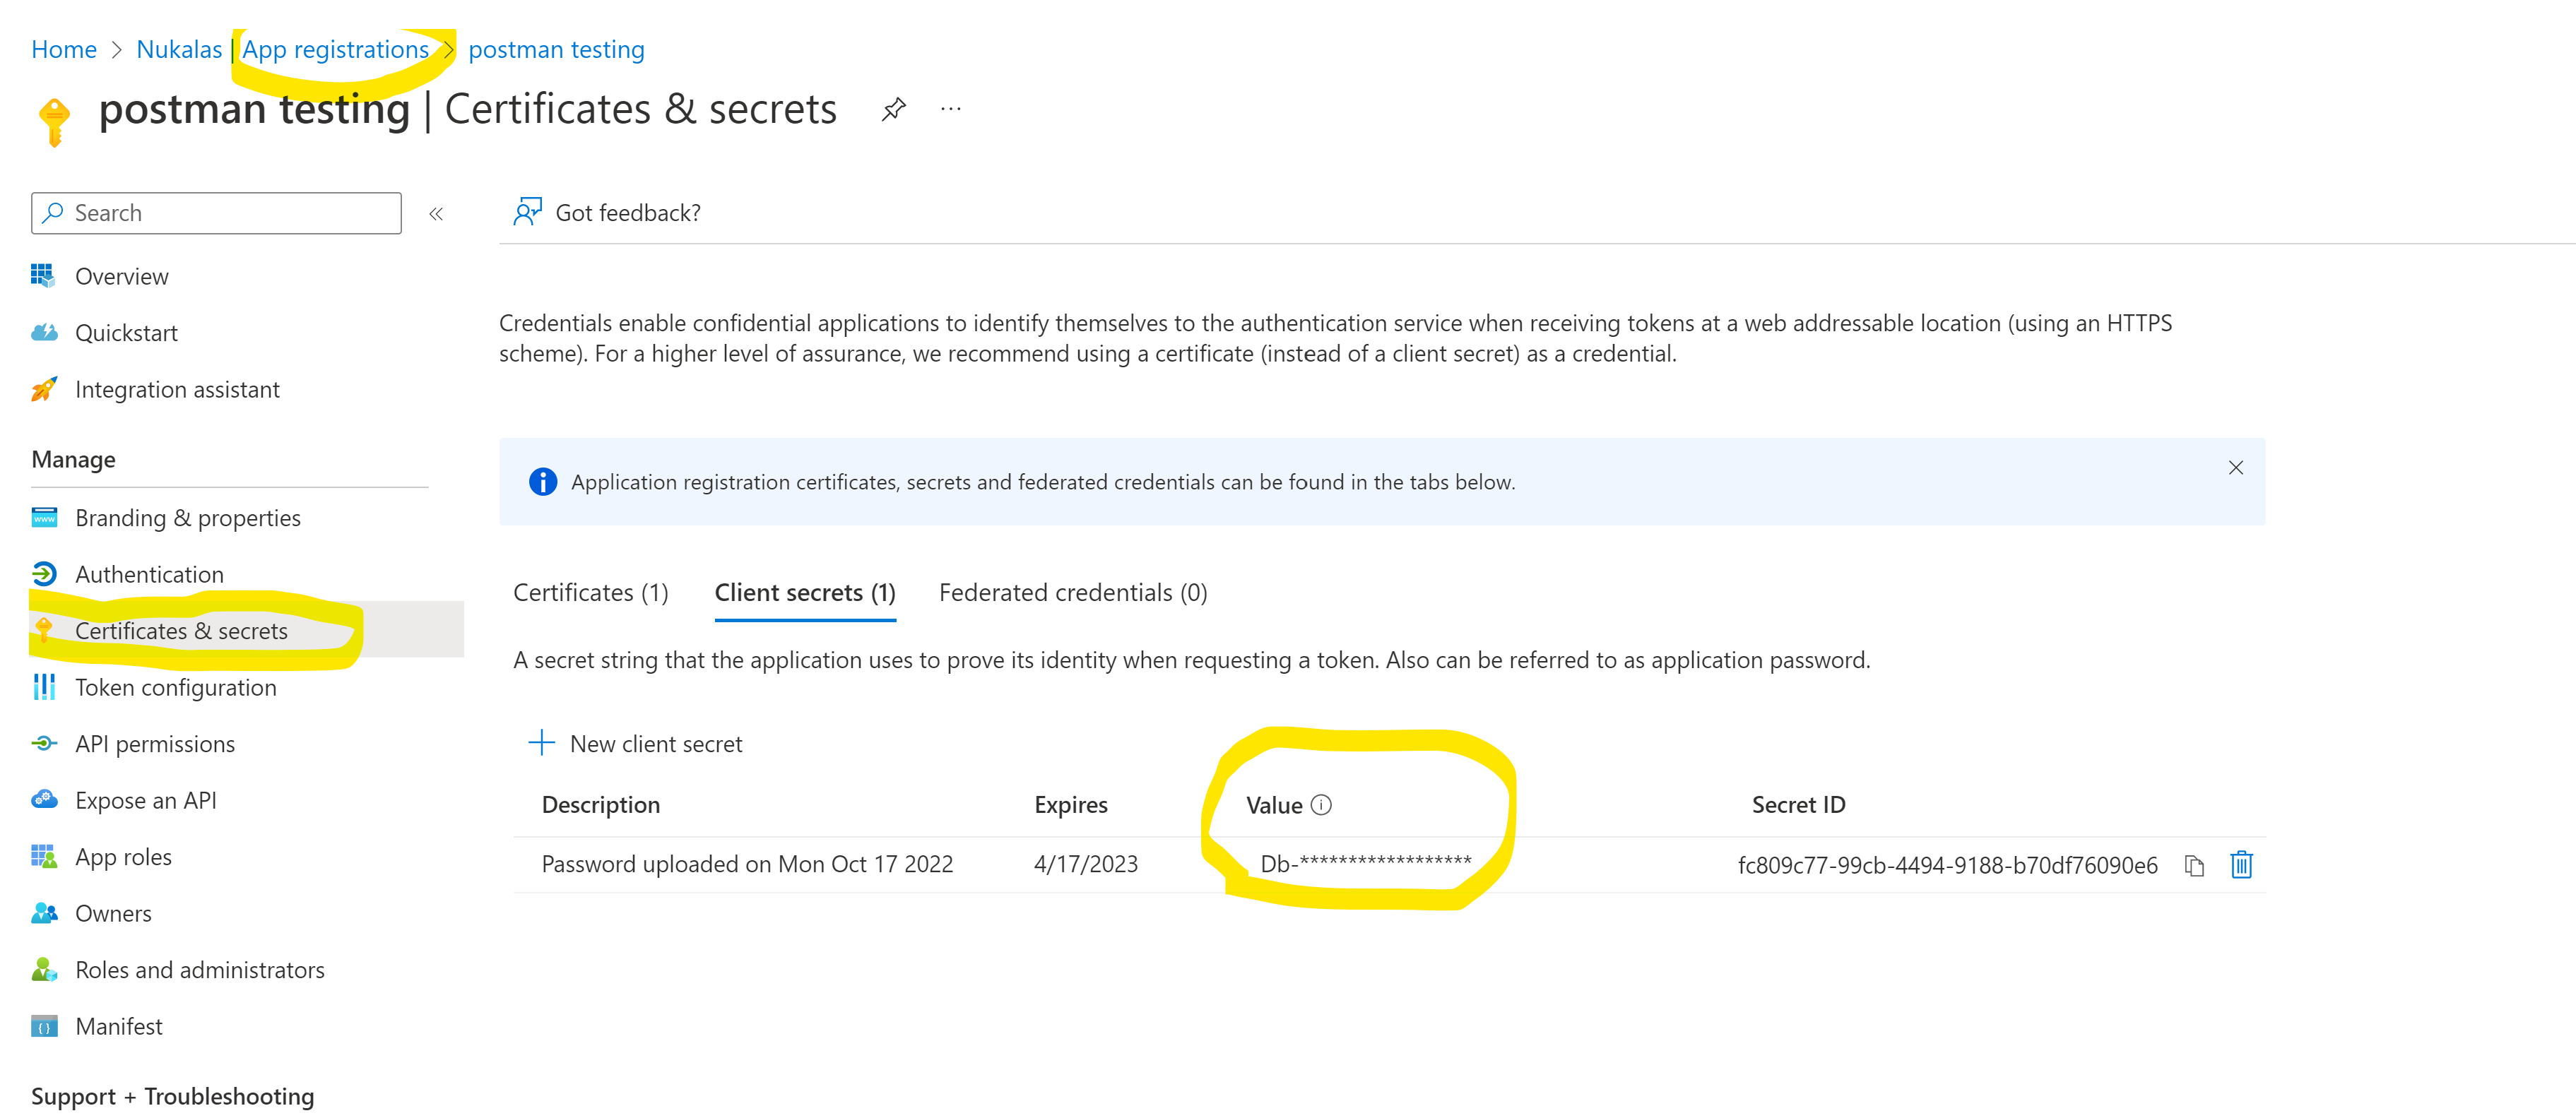 Home > Nukalas | App registrations > postman testing
postman testing | Certificates & secrets ...
Search «
Got feedback?
Overview
Quickstart
Integration assistant
Manage
Branding & properties
Authentication
Certificates & secrets
Token configuration
API permissions
Expose an API
App roles
Owners
Roles and administrators
Manifest
Support + Troubleshooting
Credentials enable confidential applications to identify themselves to the authentication service when receiving tokens at a web addressable location (using an HTTPS
scheme). For a higher level of assurance, we recommend using a certificate (instead of a client secret) as a credential.
Application registration certificates, secrets and federated credentials can be found in the tabs below.
Certificates (1) Client secrets (1) Federated credentials (0)
A secret string that the application uses to prove its identity when requesting a token. Also can be referred to as application password.
New client secret
Description Expires Value Secret ID
Password uploaded on Mon Oct 17 2022 4/17/2023 Db-****************** fc809c77-99cb-4494-9188-b70df76090e6